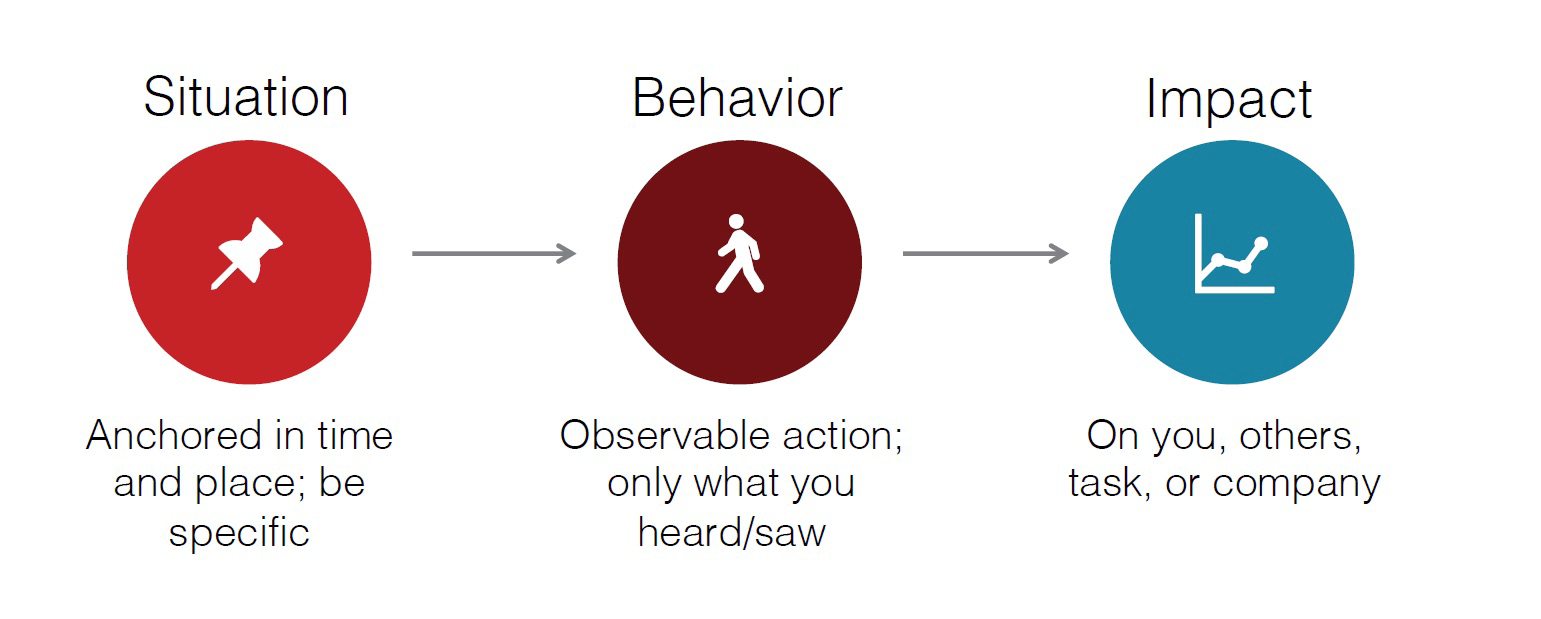 Situation
Behavior
Impact
Anchored in time
and place; be
specific
Observable action;
only what you
heard/saw
On you, others,
task, or company